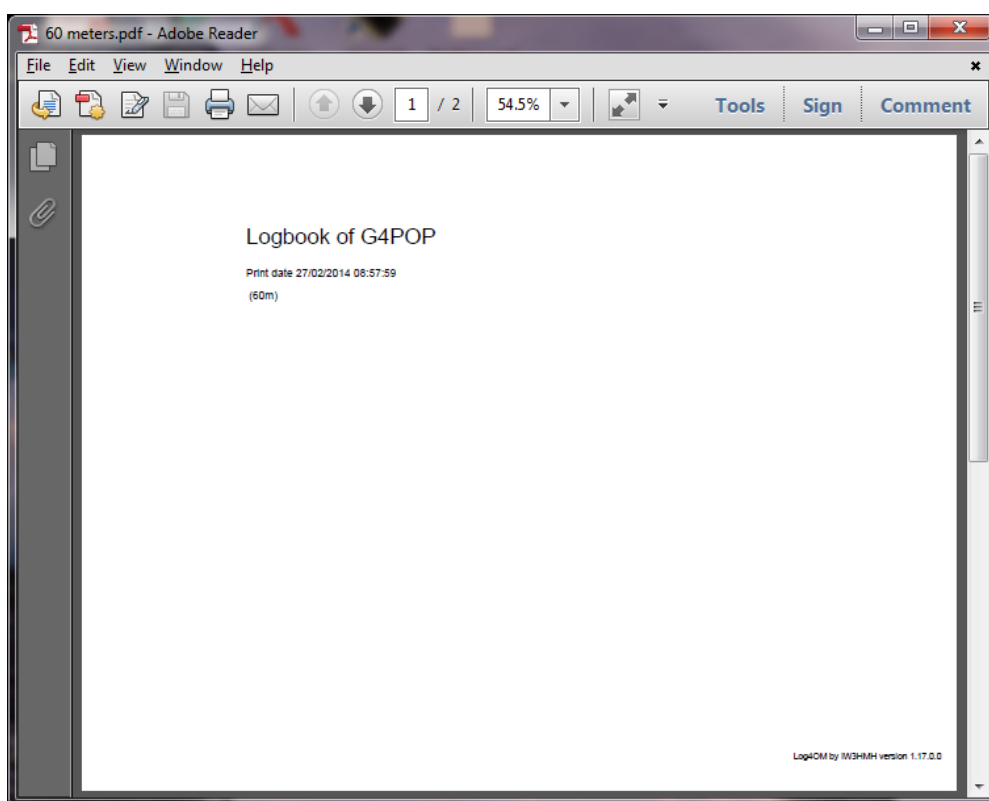 60 meters.pdf - Adobe Reader
File Edit View Window Help
1 / 2 54.5% Tools Sign Comment
Logbook of G4POP
Print date 27/02/2014 08:57:59
(60m)
Log4OM by IW3HMH version 1.17.0.0